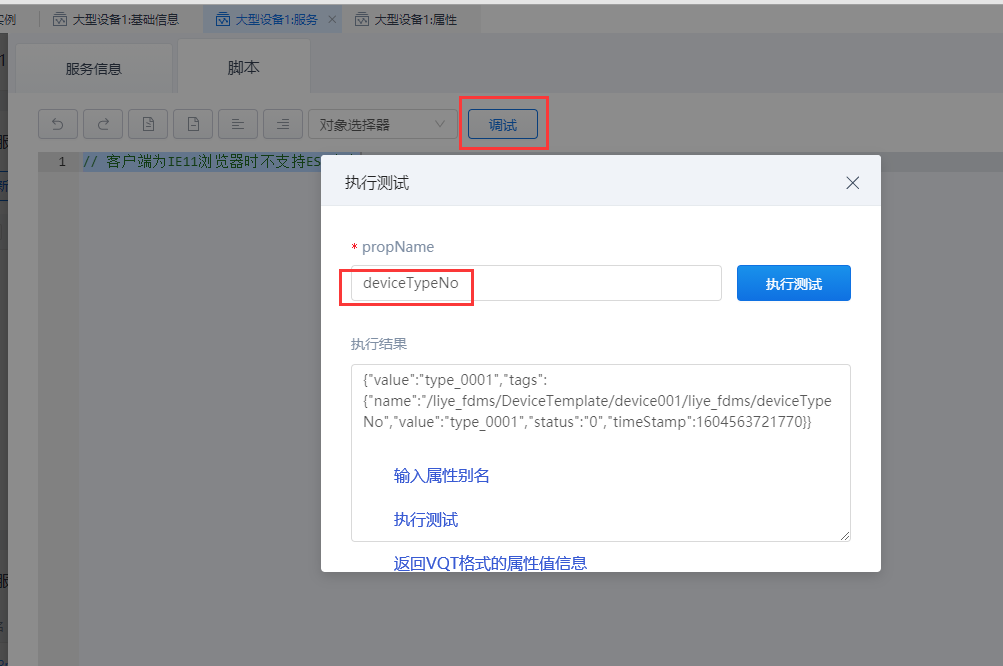 实例
大型设备1:基础信息
大型设备1:服务 ×
大型设备1:属性
服务信息
脚本
对象选择器
调试
1
// 客户端为IE11浏览器时不支持ES
执行测试
* propName
deviceTypeNo
执行测试
执行结果
{"value":"type_0001","tags":
{"name":"/liye_fdms/DeviceTemplate/device001/liye_fdms/deviceType
No","value":"type_0001","status":"0","timeStamp":1604563721770}}
输入属性别名
执行测试
返回VQT格式的属性值信息